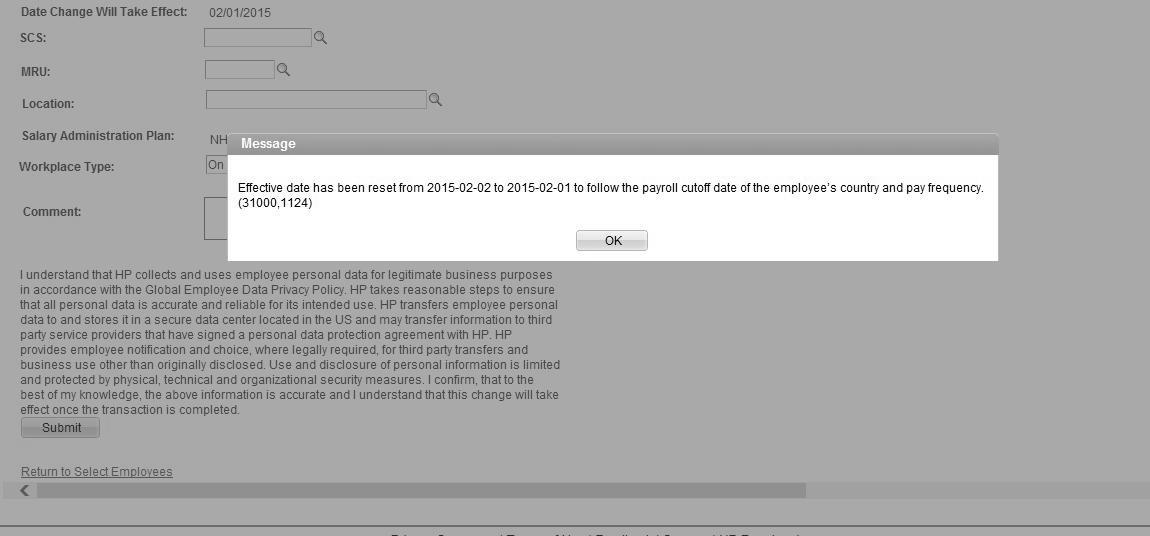 Date Change Will Take Effect: 02/01/2015
SCS:
MRU:
Location:
Salary Administration Plan: NH
Workplace Type: On
Comment:
Message
Effective date has been reset from 2015-02-02 to 2015-02-01 to follow the payroll cutoff date of the employee's country and pay frequency.
(31000,1124)
OK
I understand that HP collects and uses employee personal data for legitimate business purposes
in accordance with the Global Employee Data Privacy Policy. HP takes reasonable steps to ensure
that all personal data is accurate and reliable for its intended use. HP transfers employee personal
data to and stores it in a secure data center located in the US and may transfer information to third
party service providers that have signed a personal data protection agreement with HP. HP
provides employee notification and choice, where legally required, for third party transfers and
business use other than originally disclosed. Use and disclosure of personal information is limited
and protected by physical, technical and organizational security measures. I confirm, that to the
best of my knowledge, the above information is accurate and I understand that this change will take
effect once the transaction is completed.
Submit
Return to Select Employees